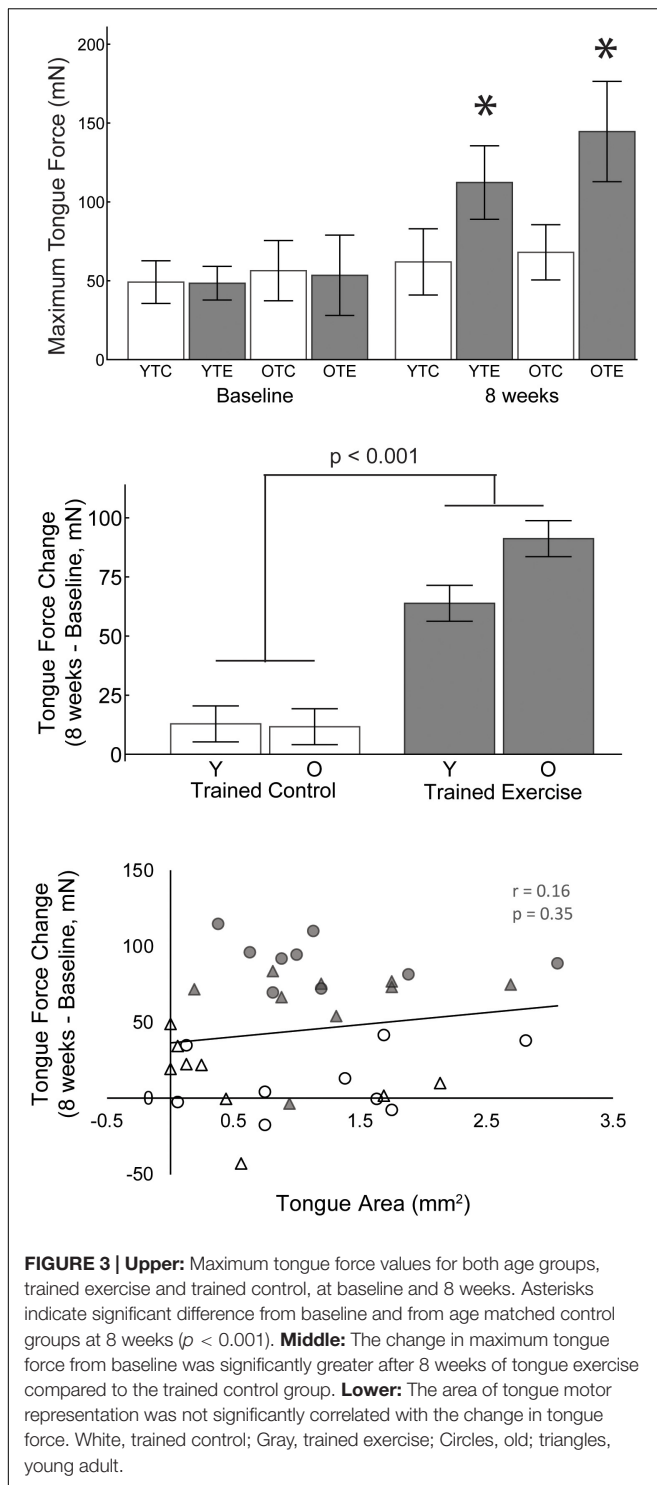 Maximum Tongue Force (mN)
200
150
100
50
0
*
*
YTC YTE OTC OTE YTC YTE OTC OTE
Baseline 8 weeks
p < 0.001
Tongue Force Change
(8 weeks - Baseline, mN)
100
75
50
25
0
Y O Y O
Trained Control Trained Exercise
Tongue Force Change
(8 weeks - Baseline, mN)
150
100
50
0
-50
r = 0.16
p = 0.35
-0.5 0.5 1.5 2.5 3.5
Tongue Area (mm²)
FIGURE 3 | Upper: Maximum tongue force values for both age groups,
trained exercise and trained control, at baseline and 8 weeks. Asterisks
indicate significant difference from baseline and from age matched control
groups at 8 weeks (p < 0.001). Middle: The change in maximum tongue
force from baseline was significantly greater after 8 weeks of tongue exercise
compared to the trained control group. Lower: The area of tongue motor
representation was not significantly correlated with the change in tongue
force. White, trained control; Gray, trained exercise; Circles, old; triangles,
young adult.